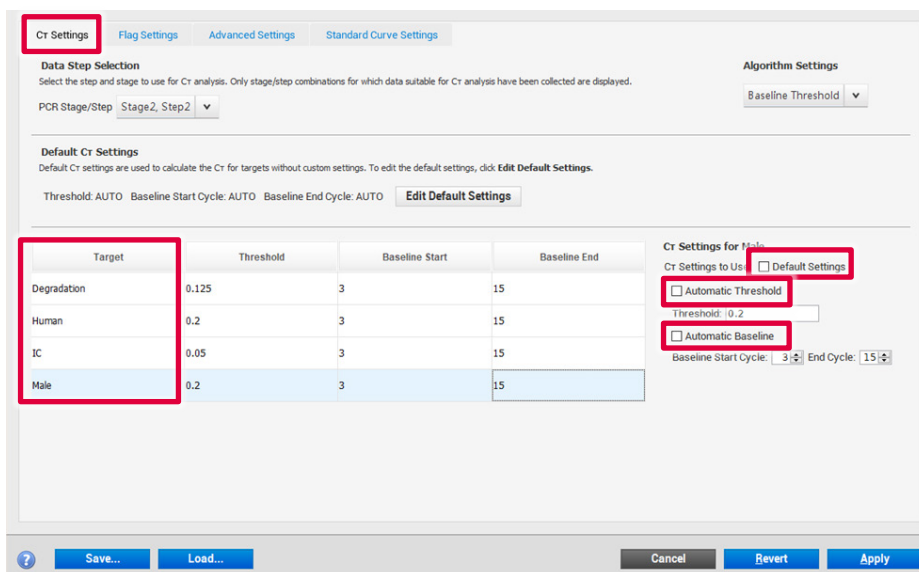 CT Settings Flag Settings Advanced Settings Standard Curve Settings
Data Step Selection
Select the step and stage to use for CT analysis. Only stage/step combinations for which data suitable for CT analysis have been collected are displayed.
PCR Stage/Step Stage2, Step2
Algorithm Settings
Baseline Threshold
Default CT Settings
Default CT settings are used to calculate the CT for targets without custom settings. To edit the default settings, click Edit Default Settings.
Threshold: AUTO Baseline Start Cycle: AUTO Baseline End Cycle: AUTO Edit Default Settings
Target Threshold Baseline Start Baseline End
Degradation 0.125 3 15
Human 0.2 3 15
IC 0.05 3 15
Male 0.2 3 15
CT Settings for Male
CT Settings to Use Default Settings
Automatic Threshold
Threshold: 0.2
Automatic Baseline
Baseline Start Cycle: 3 End Cycle: 15
? Save... Load... Cancel Revert Apply